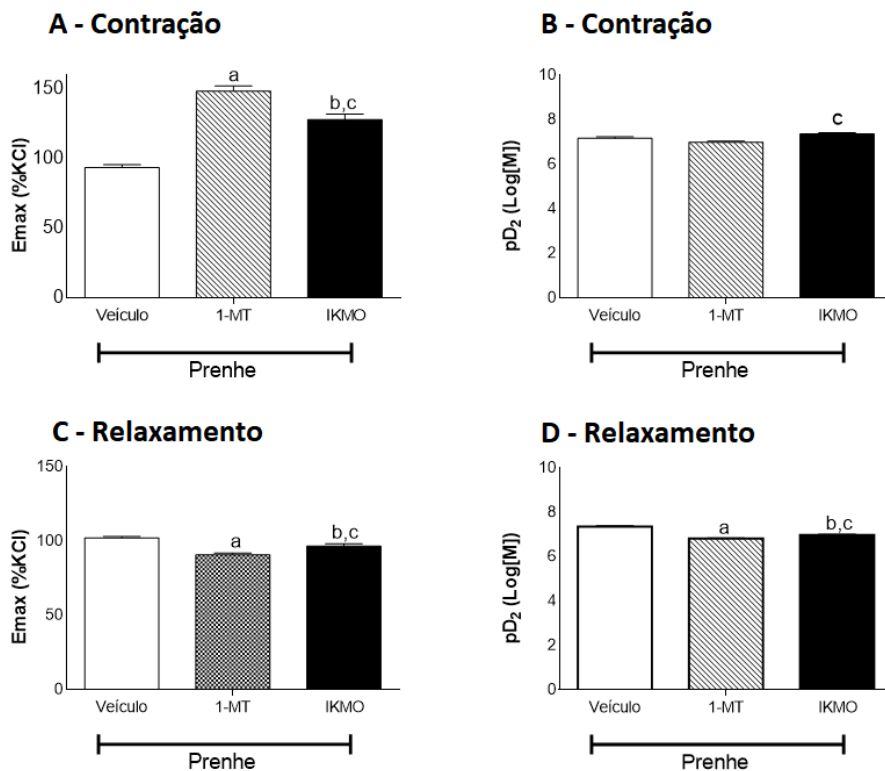 A - Contração
Emax (%KCl)
150
100
50
0
a
b,c
Veículo
1-MT
IKMO
Prenhe
B - Contração
pD₂ (Log[M])
10
8
6
4
2
0
c
Veículo
1-MT
IKMO
Prenhe
C - Relaxamento
Emax (%KCl)
150
100
50
0
a
b,c
Veículo
1-MT
IKMO
Prenhe
D - Relaxamento
pD₂ (Log[M])
10
8
6
4
2
0
a
b,c
Veículo
1-MT
IKMO
Prenhe